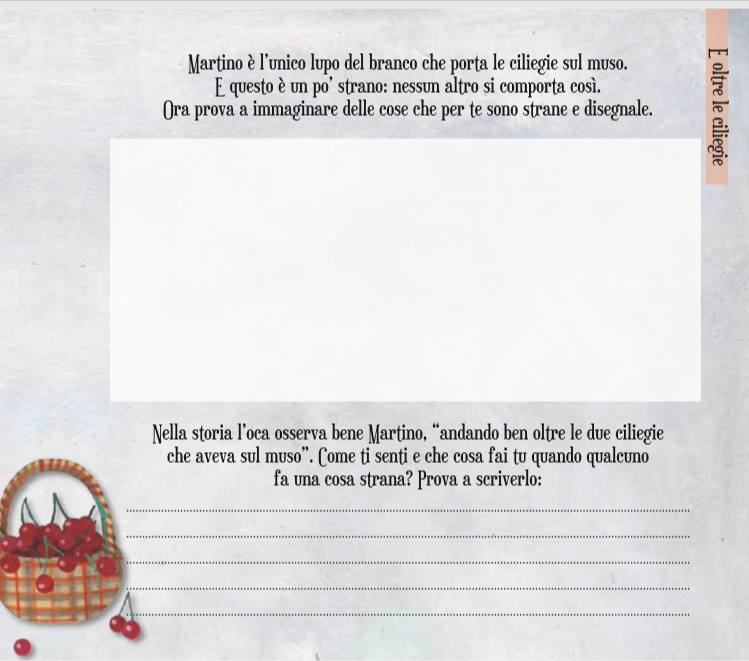 Martino è l'unico lupo del branco che porta le ciliegie sul muso.
E questo è un po' strano: nessun altro si comporta così.
Ora prova a immaginare delle cose che per te sono strane e disegnale.
E oltre le ciliegie
Nella storia l'oca osserva bene Martino, “andando ben oltre le due ciliegie
che aveva sul muso”. Come ti senti e che cosa fai tu quando qualcuno
fa una cosa strana? Prova a scriverlo: